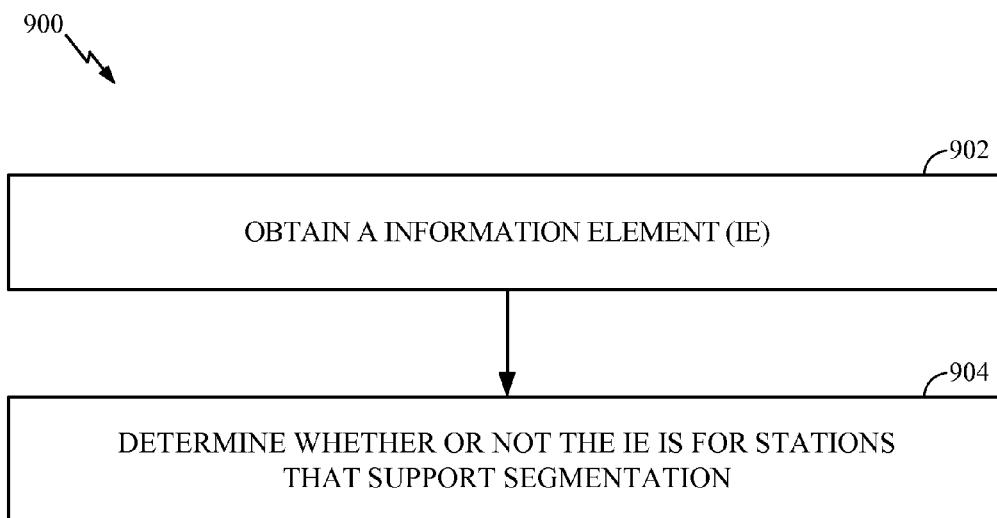 900
902
OBTAIN A INFORMATION ELEMENT (IE)
904
DETERMINE WHETHER OR NOT THE IE IS FOR STATIONS
THAT SUPPORT SEGMENTATION